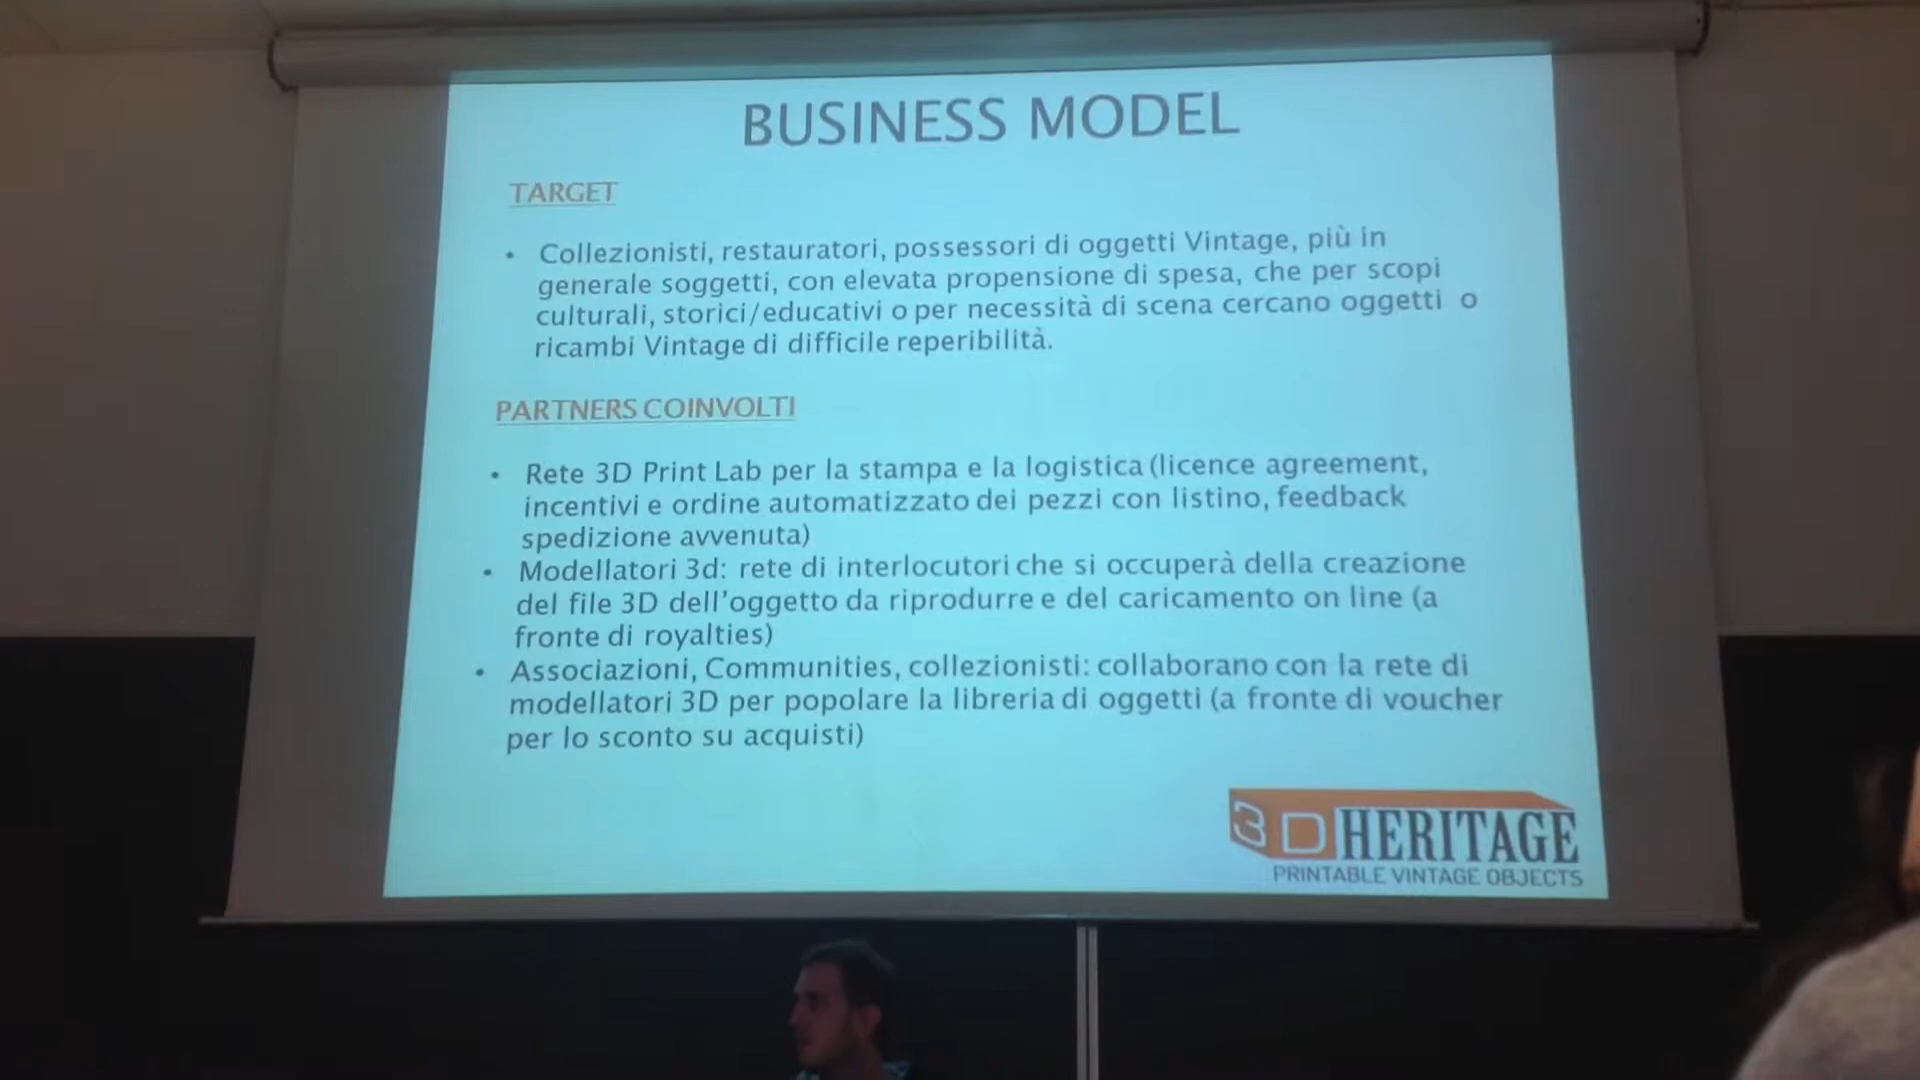 BUSINESS MODEL
TARGET
• Collezionisti, restauratori, possessori di oggetti Vintage, più in
generale soggetti, con elevata propensione di spesa, che per scopi
culturali, storici/educativi o per necessità di scena cercano oggetti o
ricambi Vintage di difficile reperibilità.
PARTNERS COINVOLTI
• Rete 3D Print Lab per la stampa e la logistica (licence agreement,
incentivi e ordine automatizzato dei pezzi con listino, feedback
spedizione avvenuta)
• Modellatori 3d: rete di interlocutori che si occuperà della creazione
del file 3D dell'oggetto da riprodurre e del caricamento on line (a
fronte di royalties)
• Associazioni, Communities, collezionisti: collaborano con la rete di
modellatori 3D per popolare la libreria di oggetti (a fronte di voucher
per lo sconto su acquisti)
3D HERITAGE
PRINTABLE VINTAGE OBJECTS